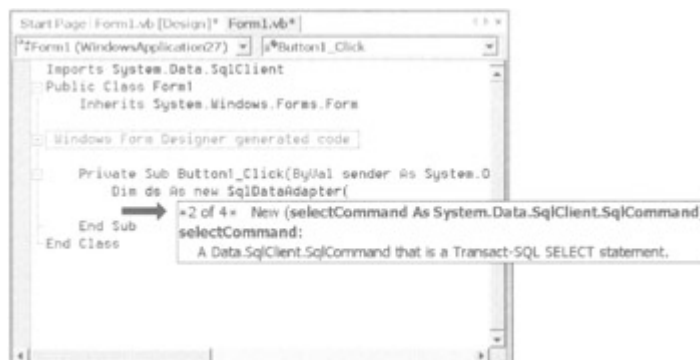 Start Page | Form1.vb [Design]* Form1.vb*
Form1 (WindowsApplication27) Button1_Click
Imports System.Data.SqlClient
Public Class Form1
Inherits System.Windows.Forms.Form
Windows Form Designer generated code
Private Sub Button1_Click(ByVal sender As System.O
Dim ds As new SqlDataAdapter(
2 of 4 New (selectCommand As System.Data.SqlClient.SqlCommand
selectCommand:
A Data.SqlClient.SqlCommand that is a Transact-SQL SELECT statement.
End Sub
End Class